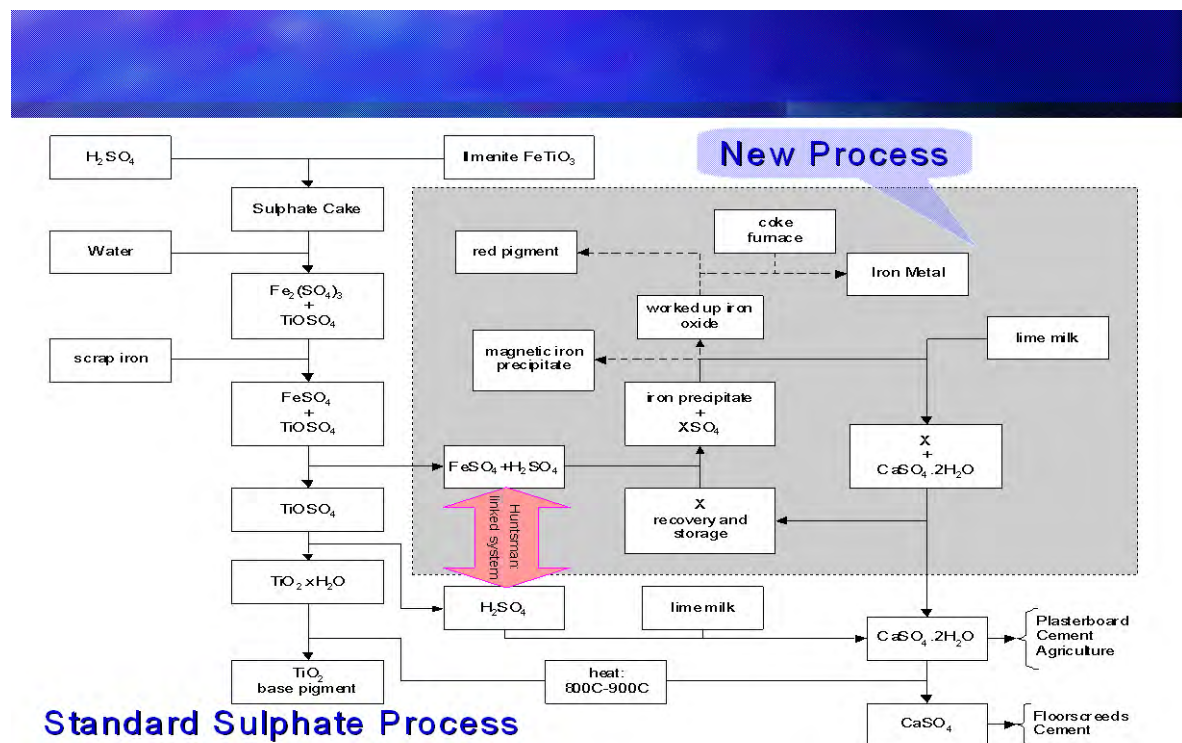 New Process
H₂SO₄
Ilmenite FeTiO₃
Sulphate Cake
Water
Fe₂(SO₄)₃
+
TiOSO₄
scrap iron
FeSO₄
+
TiOSO₄
TiOSO₄
TiO₂ xH₂O
TiO₂
base pigment
coke
furnace
red pigment
Iron Metal
worked up iron
oxide
lime milk
magnetic iron
precipitate
iron precipitate
+
XSO₄
X
+
CaSO₄.2H₂O
FeSO₄+H₂SO₄
X
recovery and
storage
Huntsman:
linked system
H₂SO₄
lime milk
CaSO₄.2H₂O
Plasterboard
Cement
Agriculture
heat:
800C-900C
CaSO₄
Floorscreeds
Cement
Standard Sulphate Process